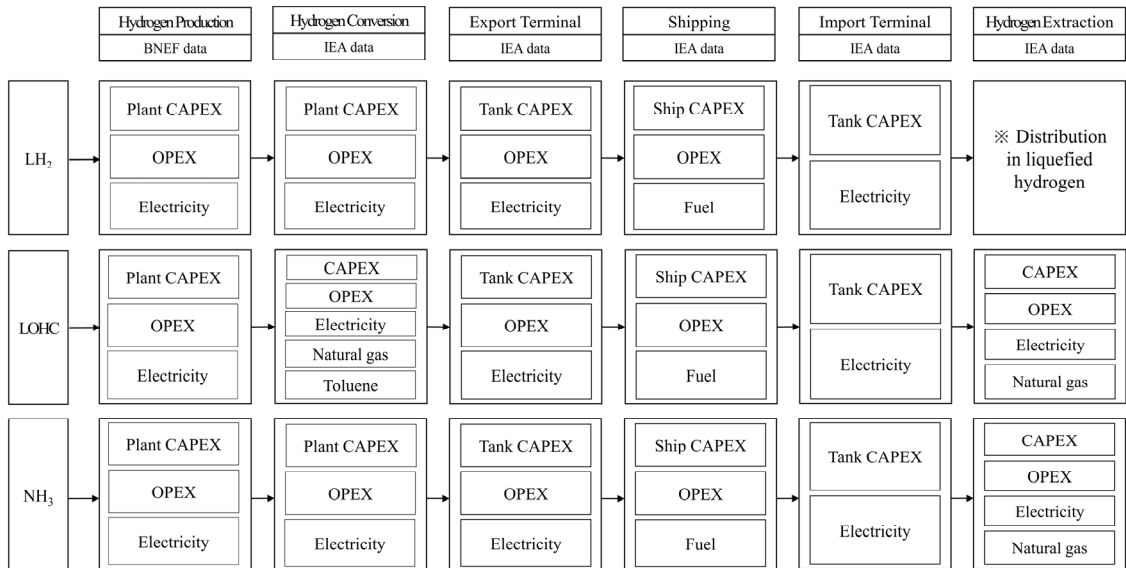 Hydrogen Production
BNEF data
Hydrogen Conversion
IEA data
Export Terminal
IEA data
Shipping
IEA data
Import Terminal
IEA data
Hydrogen Extraction
IEA data
LH₂
Plant CAPEX
OPEX
Electricity
Plant CAPEX
OPEX
Electricity
Tank CAPEX
OPEX
Electricity
Ship CAPEX
OPEX
Fuel
Tank CAPEX
Electricity
※ Distribution
in liquefied
hydrogen
LOHC
Plant CAPEX
OPEX
Electricity
CAPEX
OPEX
Electricity
Natural gas
Toluene
Tank CAPEX
OPEX
Electricity
Ship CAPEX
OPEX
Fuel
Tank CAPEX
Electricity
CAPEX
OPEX
Electricity
Natural gas
NH₃
Plant CAPEX
OPEX
Electricity
Plant CAPEX
OPEX
Electricity
Tank CAPEX
OPEX
Electricity
Ship CAPEX
OPEX
Fuel
Tank CAPEX
Electricity
CAPEX
OPEX
Electricity
Natural gas